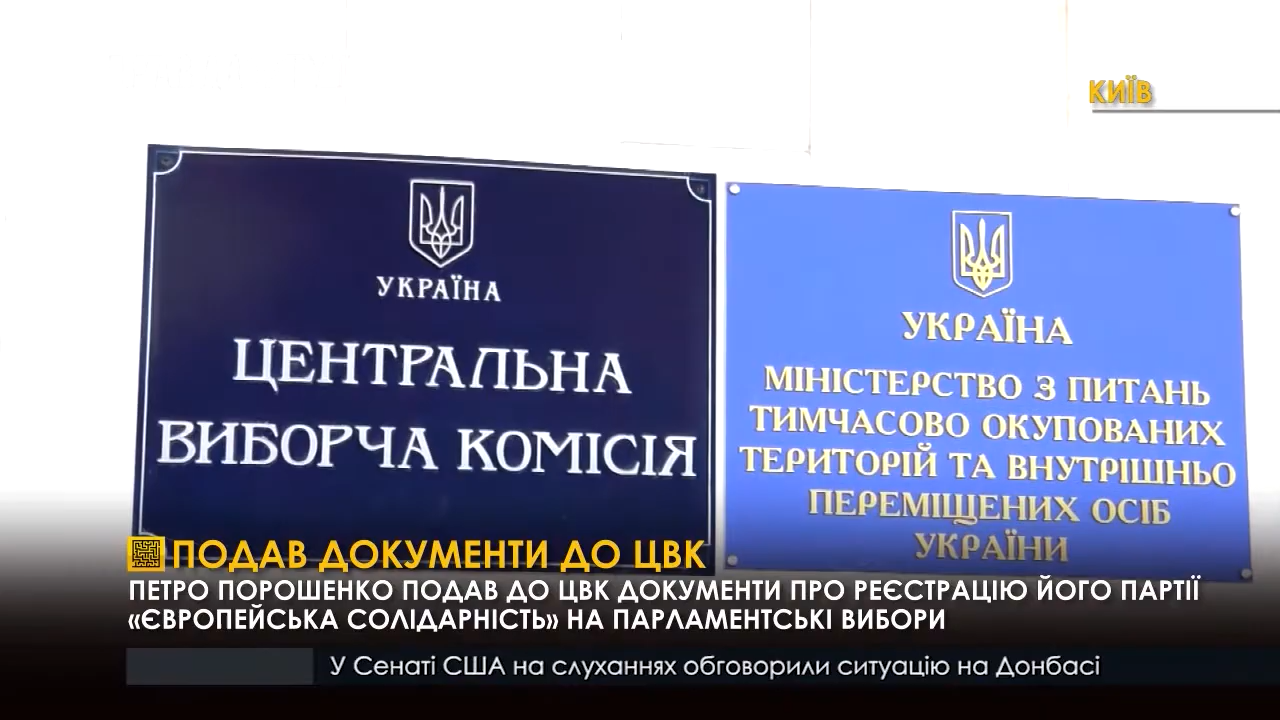 КИЇВ
УКРАЇНА
ЦЕНТРАЛЬНА
ВИБОРЧА КОМІСІЯ
УКРАЇНА
МІНІСТЕРСТВО З ПИТАНЬ
ТИМЧАСОВО ОКУПОВАНИХ
ТЕРИТОРІЙ ТА ВНУТРІШНЬО
ПЕРЕМІЩЕНИХ ОСІБ
УКРАЇНИ
ПОДАВ ДОКУМЕНТИ ДО ЦВК
ПЕТРО ПОРОШЕНКО ПОДАВ ДО ЦВК ДОКУМЕНТИ ПРО РЕЄСТРАЦІЮ ЙОГО ПАРТІЇ
«ЄВРОПЕЙСЬКА СОЛІДАРНІСТЬ» НА ПАРЛАМЕНТСЬКІ ВИБОРИ
У Сенаті США на слуханнях обговорили ситуацію на Донбасі